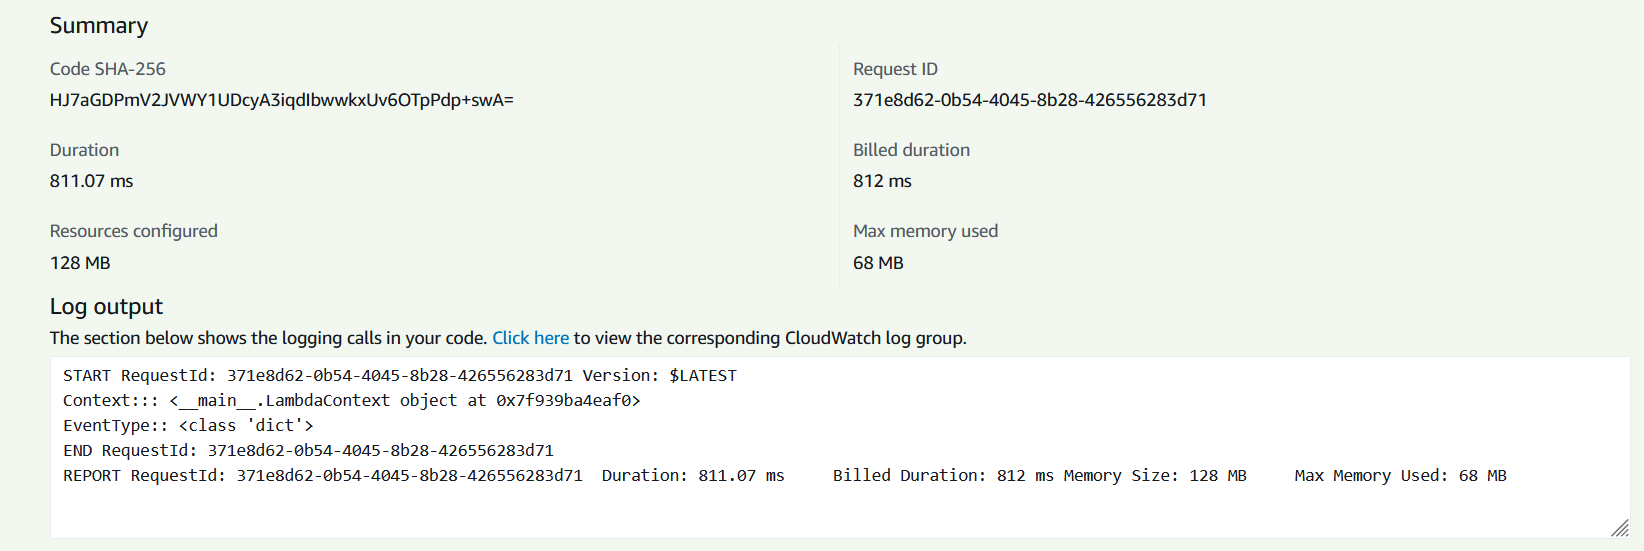 Summary
Code SHA-256
HJ7aGDPmV2JVWY1UDcyA3iqdIbwwkxUv6OTpPdp+swA=
Request ID
371e8d62-0b54-4045-8b28-426556283d71
Duration
811.07 ms
Billed duration
812 ms
Resources configured
128 MB
Max memory used
68 MB
Log output
The section below shows the logging calls in your code. Click here to view the corresponding CloudWatch log group.
START RequestId: 371e8d62-0b54-4045-8b28-426556283d71 Version: $LATEST
Context::: <__main__.LambdaContext object at 0x7f939ba4eaf0>
EventType:: <class 'dict'>
END RequestId: 371e8d62-0b54-4045-8b28-426556283d71
REPORT RequestId: 371e8d62-0b54-4045-8b28-426556283d71  Duration: 811.07 ms     Billed Duration: 812 ms Memory Size: 128 MB     Max Memory Used: 68 MB